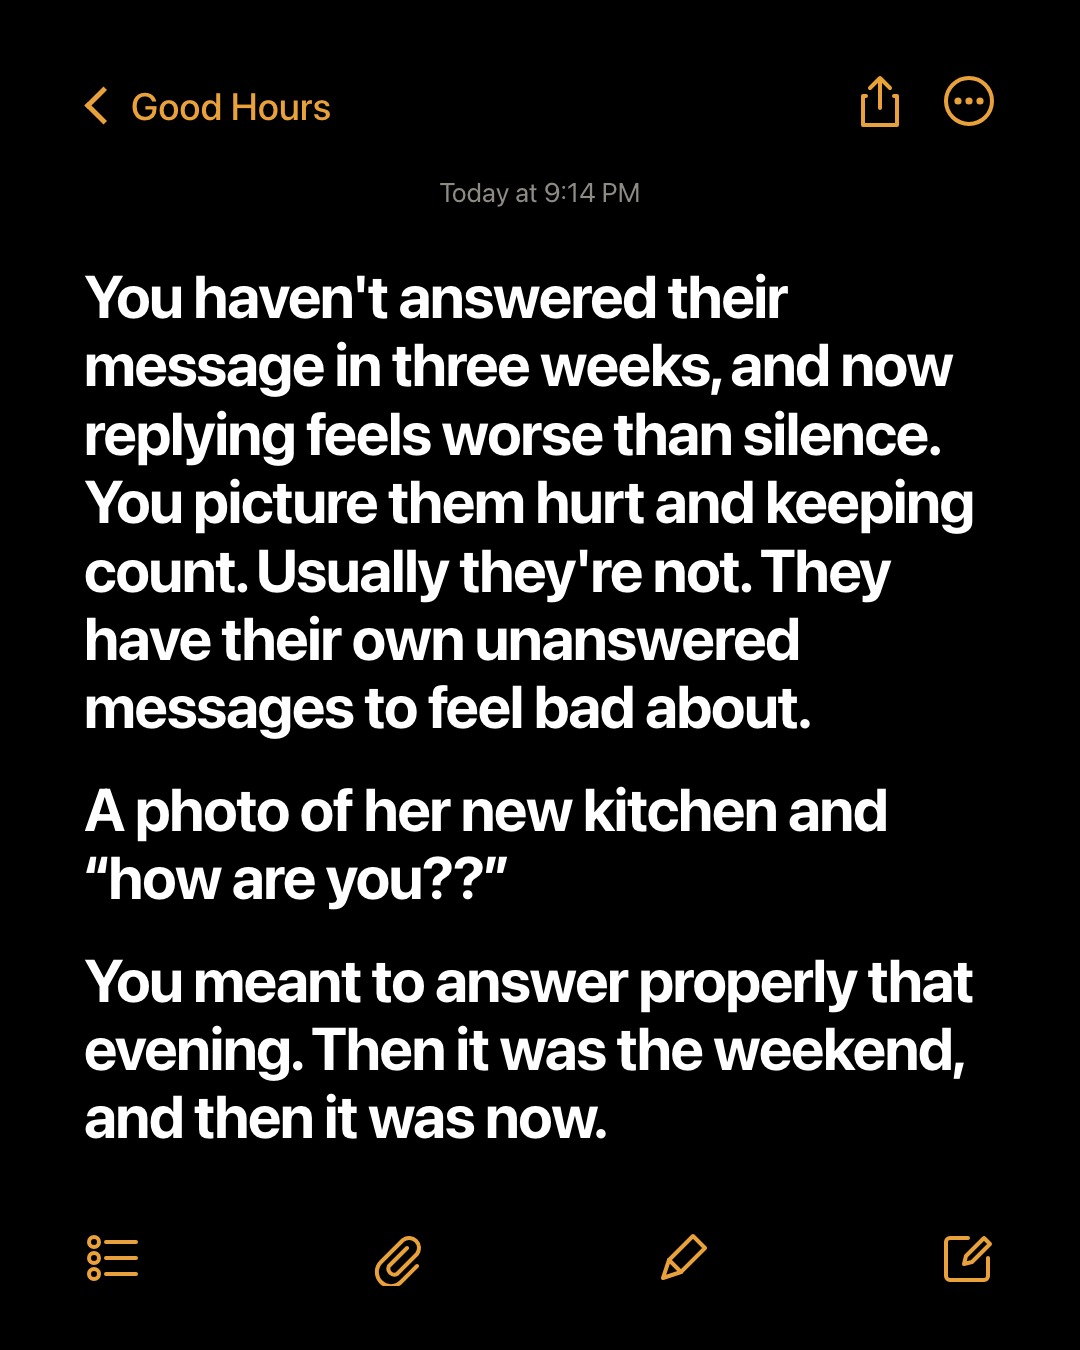 Good Hours
Today at 9:14 PM
You haven't answered their
message in three weeks, and now
replying feels worse than silence.
You picture them hurt and keeping
count. Usually they're not. They
have their own unanswered
messages to feel bad about.
A photo of her new kitchen and
“how are you??”
You meant to answer properly that
evening. Then it was the weekend,
and then it was now.